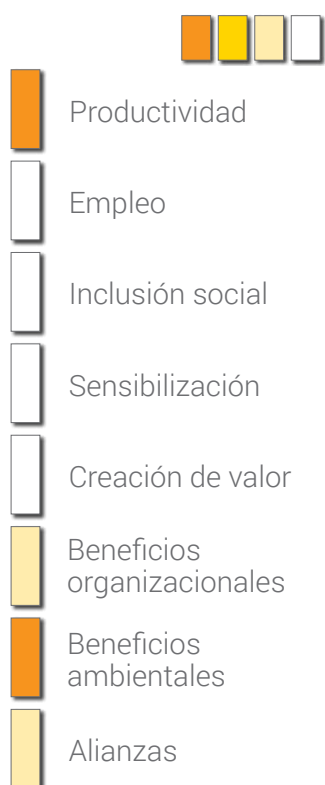 Productividad
Empleo
Inclusión social
Sensibilización
Creación de valor
Beneficios
organizacionales
Beneficios
ambientales
Alianzas